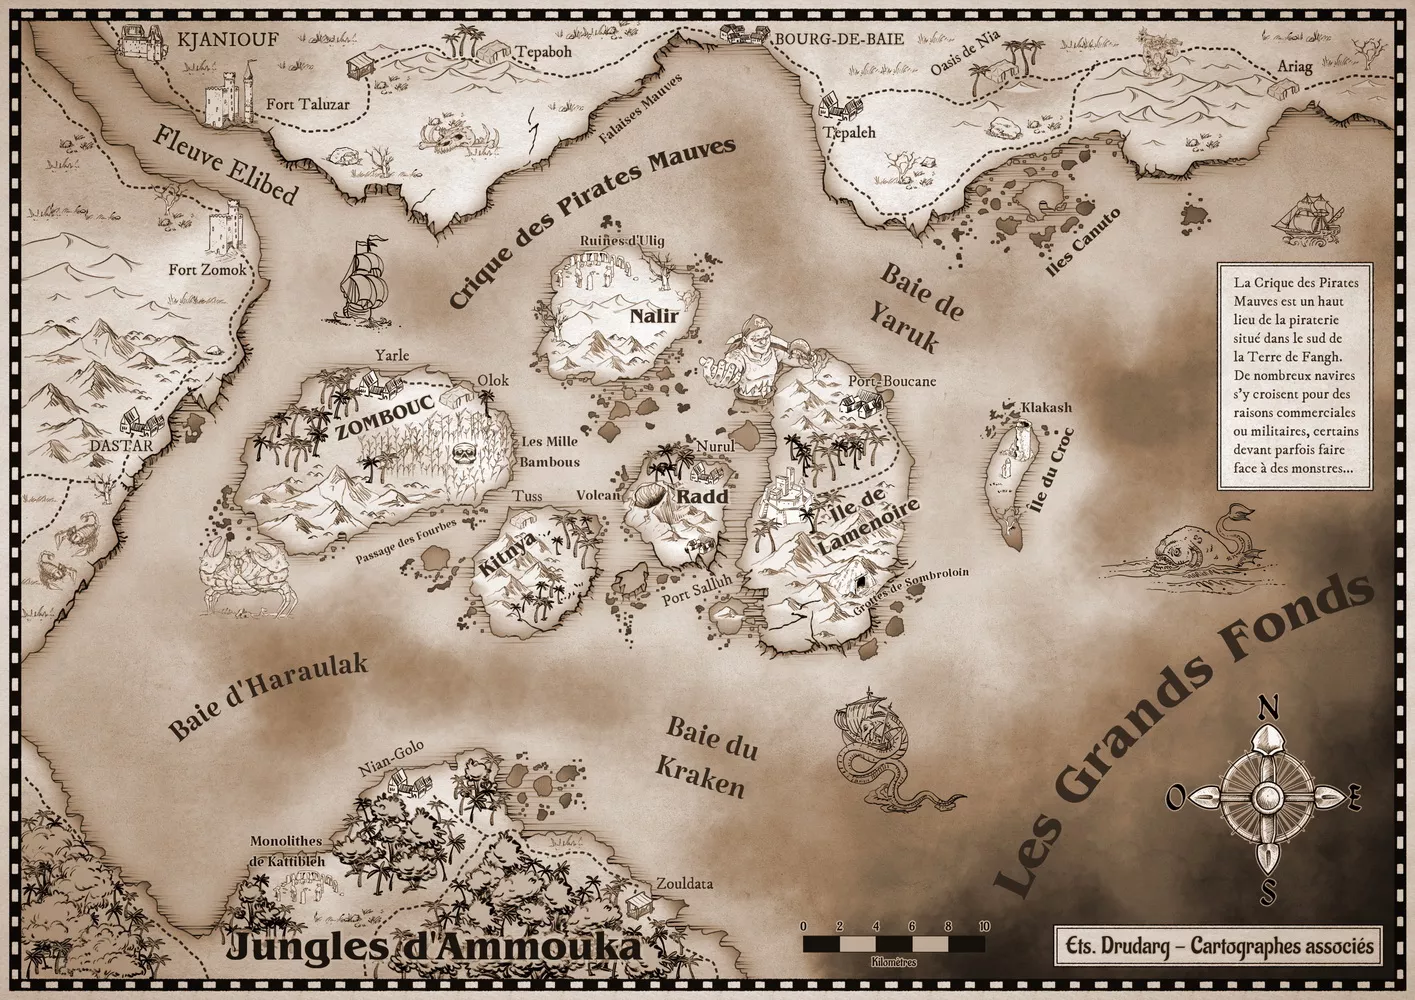 KJANIOUF
Tepaboh
BOURG-DE-BAIE
Oasis de Nia
Ariag
Fort Taluzar
Falaises Mauves
Tepaleh
Fleuve Elibed
Crique des Pirates Mauves
Iles Canuto
Fort Zomok
Ruines d'Ulig
Nalir
Baie de
Yaruk
La Crique des Pirates
Mauves est un haut
lieu de la piraterie
situé dans le sud de
la Terre de Fangh.
De nombreux navires
s'y croisent pour des
raisons commerciales
ou militaires, certains
devant parfois faire
face à des monstres...
Yarle
Olok
ZOMBOUC
Port-Boucane
Klakash
DASTAR
Les Mille
Bambous
Nurul
Île du Croc
Tuss
Volcan
Radd
Ile de
Lamenoire
Passage des Fourbes
Kitnya
Port Salluh
Grottes de Sombroloin
Les Grands Fonds
Baie d'Haraulak
Baie du
Kraken
N
O
E
S
Nian-Golo
Monolithes
de Kattibleh
Zouldata
Jungles d'Ammouka
0 2 4 6 8 10
Kilomètres
Ets. Drudarg – Cartographes associés